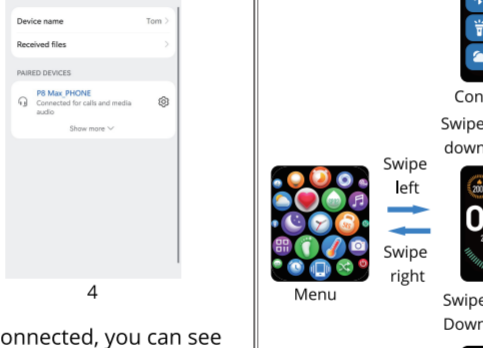 Device name Tom >
Received files >
PAIRED DEVICES
P8 Max_PHONE
Connected for calls and media
audio
Show more
4
onnected, you can see
Con
Swipe
down
Swipe
left
200
Swipe
right
Menu
Swipe
Down